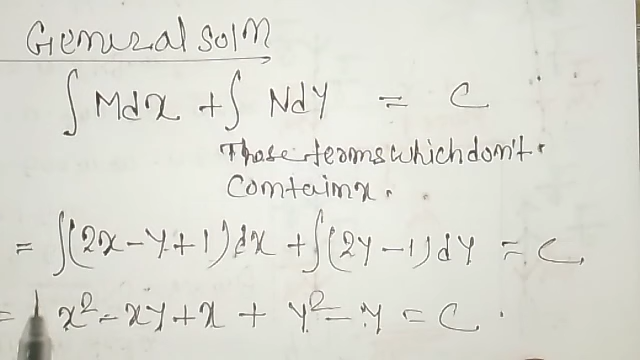 General soln
∫ Mdx + ∫ Ndy = C
Those terms which don't
contain x.
= ∫(2x - y + 1)dx + ∫(2y - 1)dy = C
= x² - xy + x + y² - y = C.